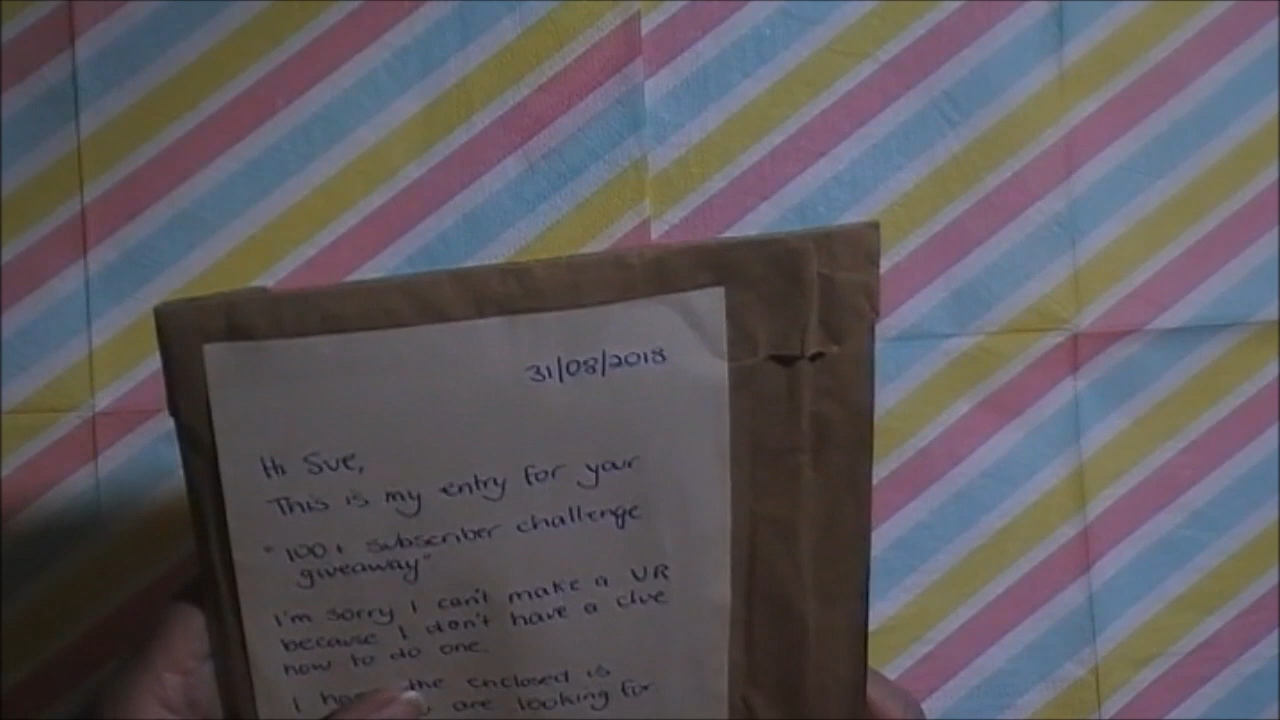 31/08/2018
Hi Sue,
This is my entry for your
"100+ subscriber challenge
giveaway"
I'm sorry I can't make a VR
because I don't have a clue
how to do one.
I the enclosed is
are looking for